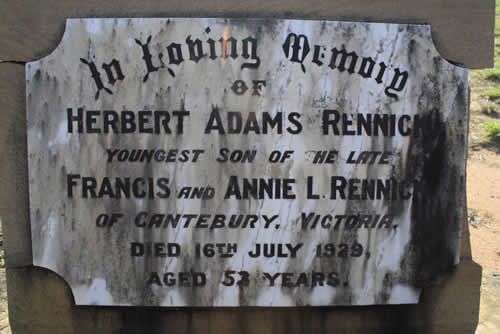 In Loving Memory
OF
HERBERT ADAMS RENNICK
YOUNGEST SON OF THE LATE
FRANCIS AND ANNIE L. RENNICK
OF CANTEBURY, VICTORIA,
DIED 16TH JULY 1929,
AGED 53 YEARS.